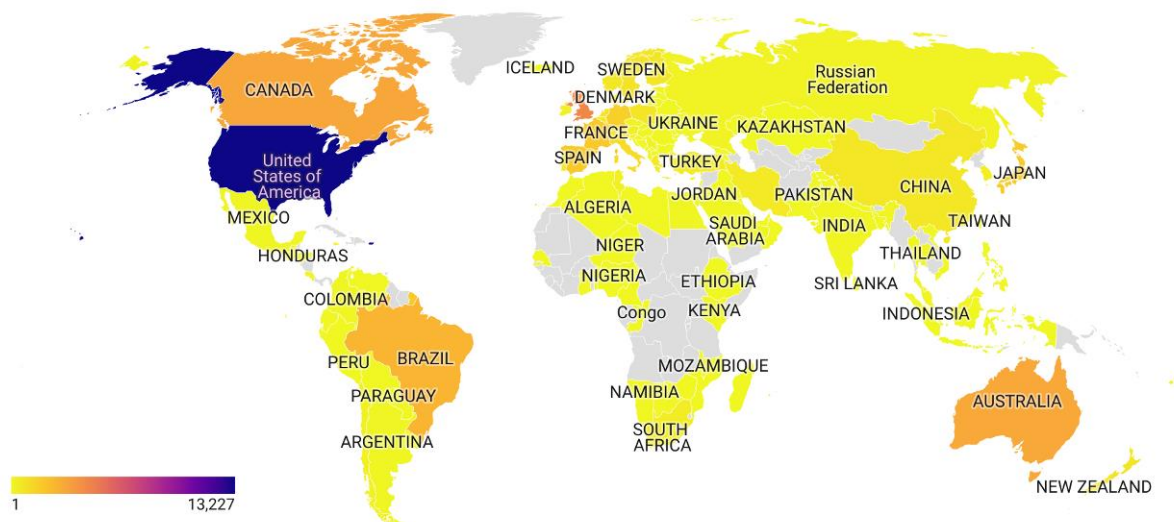 ICELAND
SWEDEN
Russian
Federation
CANADA
DENMARK
UKRAINE
KAZAKHSTAN
FRANCE
SPAIN
TURKEY
United
States of
America
JAPAN
CHINA
JORDAN
PAKISTAN
MEXICO
ALGERIA
SAUDI
ARABIA
INDIA
TAIWAN
NIGER
HONDURAS
THAILAND
NIGERIA
ETHIOPIA
SRI LANKA
COLOMBIA
Congo
KENYA
INDONESIA
PERU
BRAZIL
MOZAMBIQUE
NAMIBIA
PARAGUAY
AUSTRALIA
SOUTH
AFRICA
ARGENTINA
NEW ZEALAND
1
13,227